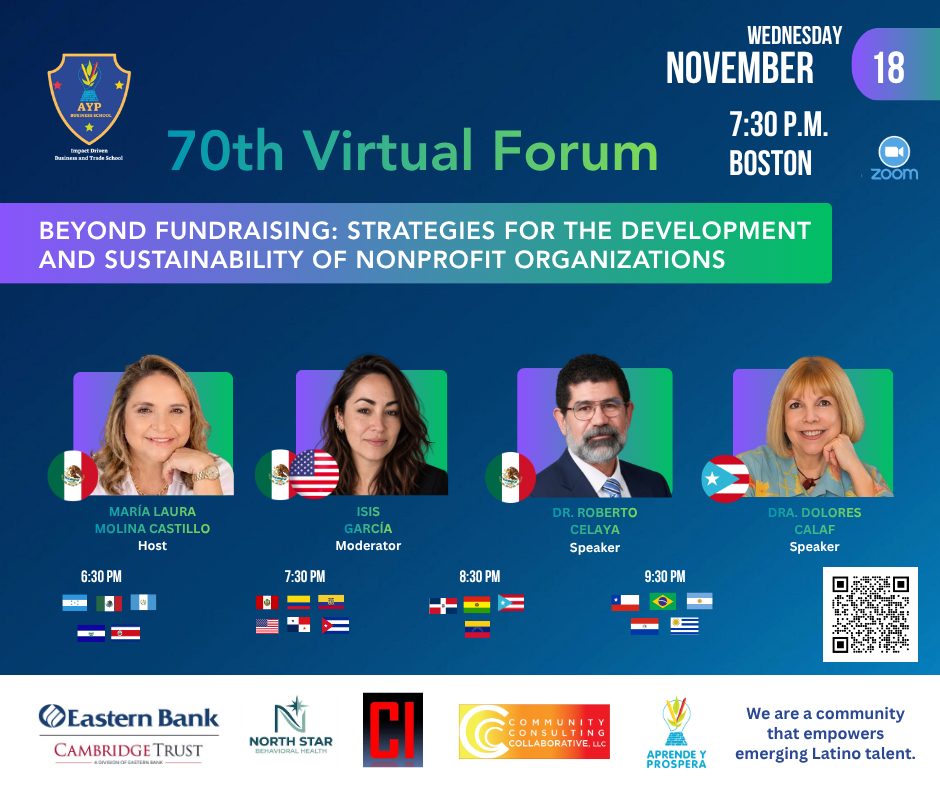 WEDNESDAY
NOVEMBER
18
AYP
BUSINESS SCHOOL
Impact Driven
Business and Trade School
70th Virtual Forum
7:30 P.M.
BOSTON
zoom
BEYOND FUNDRAISING: STRATEGIES FOR THE DEVELOPMENT
AND SUSTAINABILITY OF NONPROFIT ORGANIZATIONS
MARÍA LAURA
MOLINA CASTILLO
Host
ISIS
GARCÍA
Moderator
DR. ROBERTO
CELAYA
Speaker
DRA. DOLORES
CALAF
Speaker
6:30 PM
7:30 PM
8:30 PM
9:30 PM
Eastern Bank
CAMBRIDGE TRUST
A DIVISION OF EASTERN BANK
NORTH STAR
BEHAVIORAL HEALTH
CI
COMMUNITY
CONSULTING
COLLABORATIVE, LLC
APRENDE Y
PROSPERA
We are a community
that empowers
emerging Latino talent.